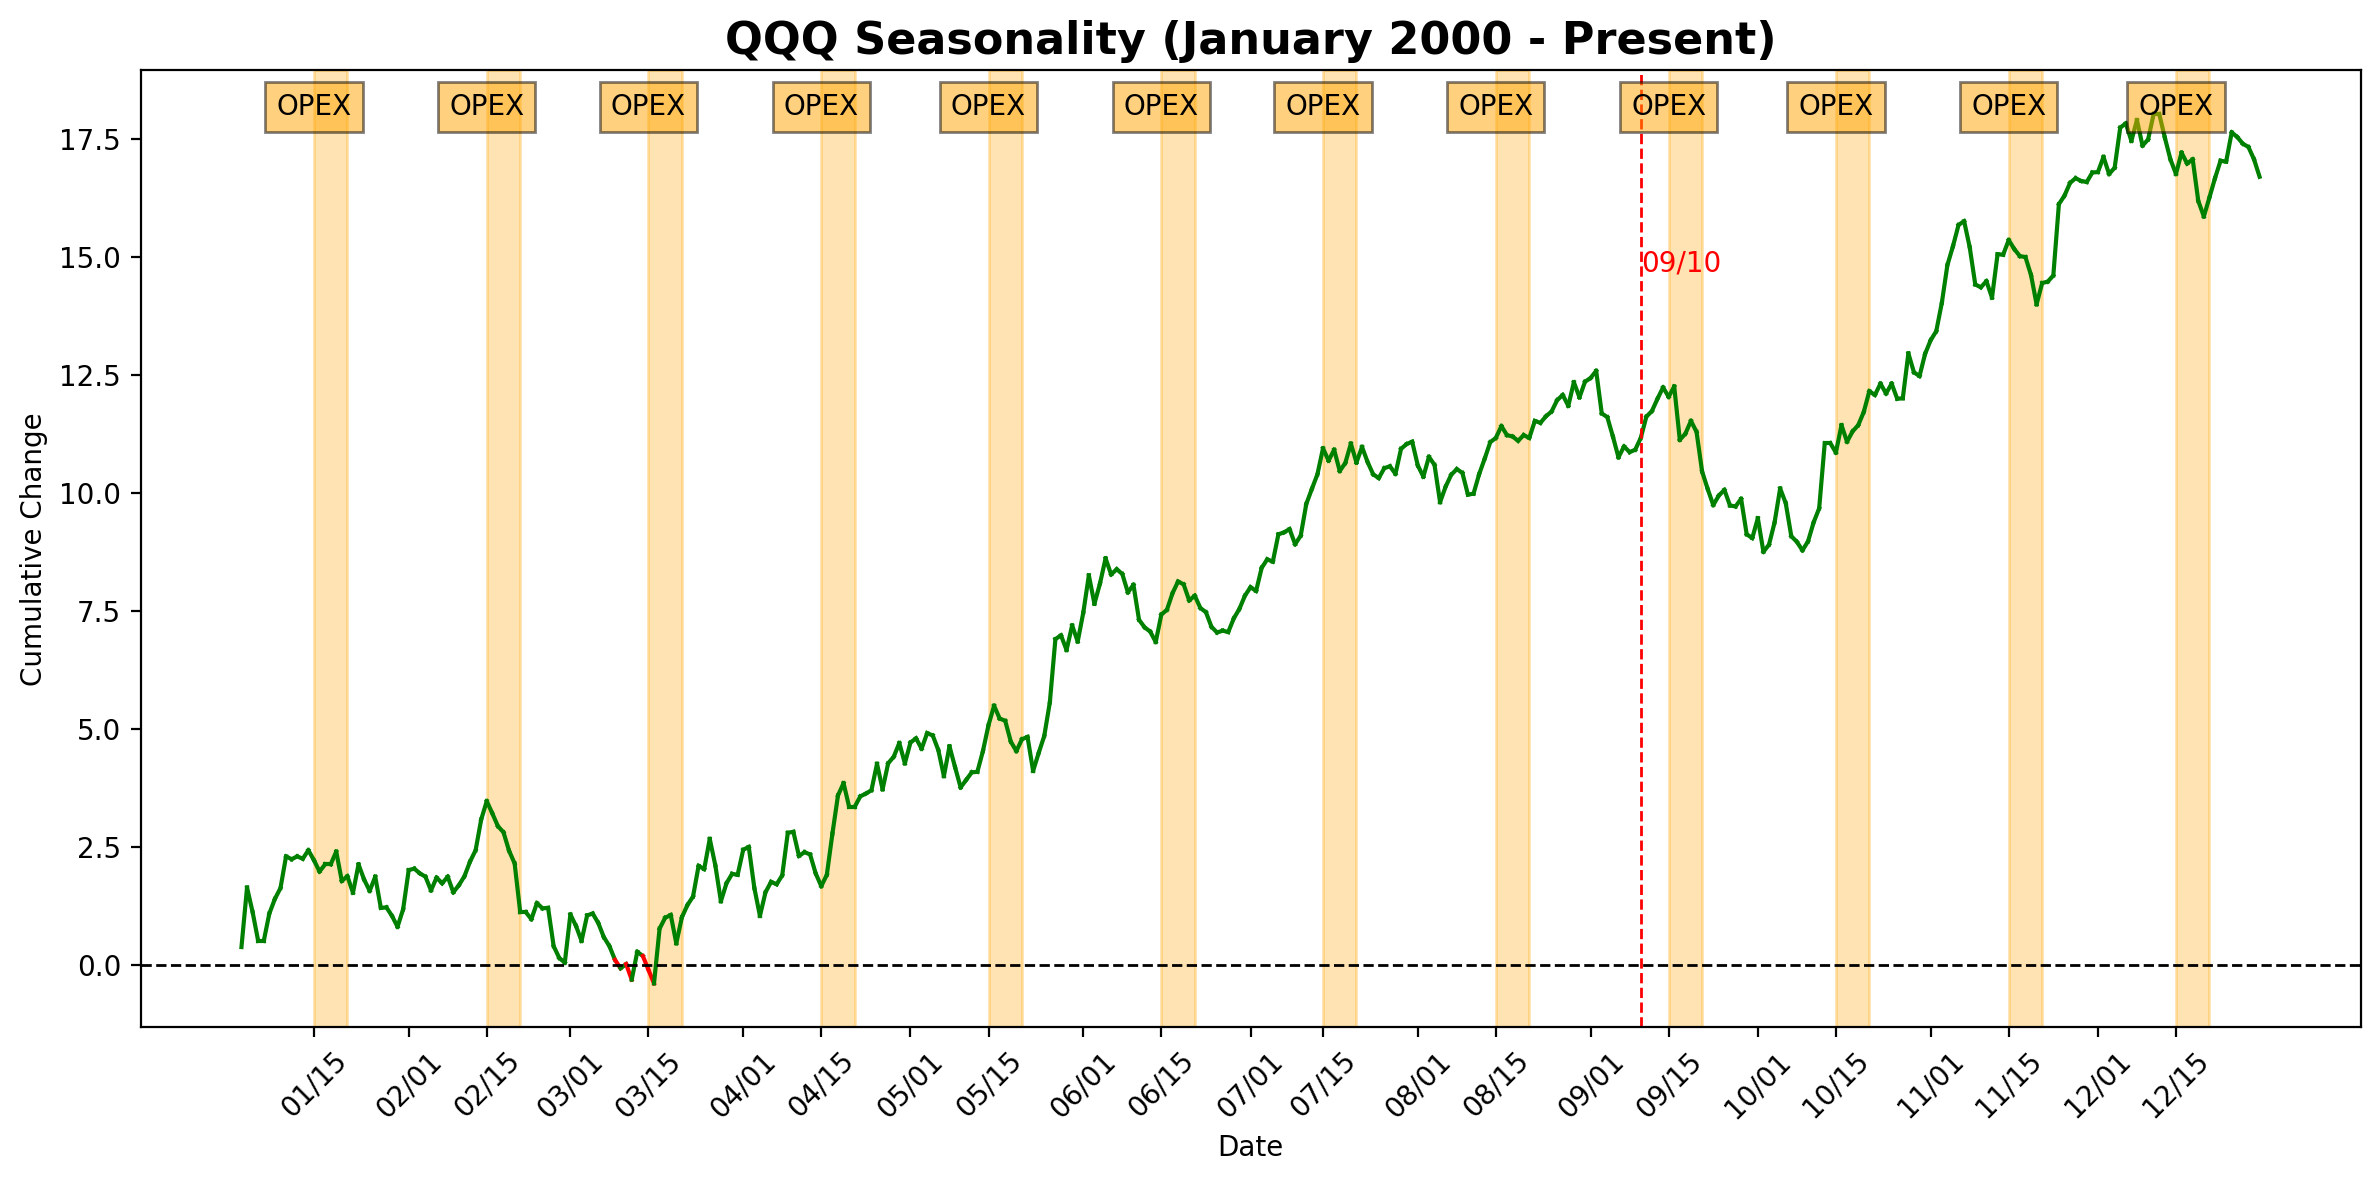 QQQ Seasonality (January 2000 - Present)
OPEX OPEX OPEX OPEX OPEX OPEX OPEX OPEX OPEX OPEX OPEX OPEX
17.5
15.0
12.5
10.0
7.5
5.0
2.5
0.0
Cumulative Change
09/10
01/15 02/01 02/15 03/01 03/15 04/01 04/15 05/01 05/15 06/01 06/15 07/01 07/15 08/01 08/15 09/01 09/15 10/01 10/15 11/01 11/15 12/01 12/15
Date